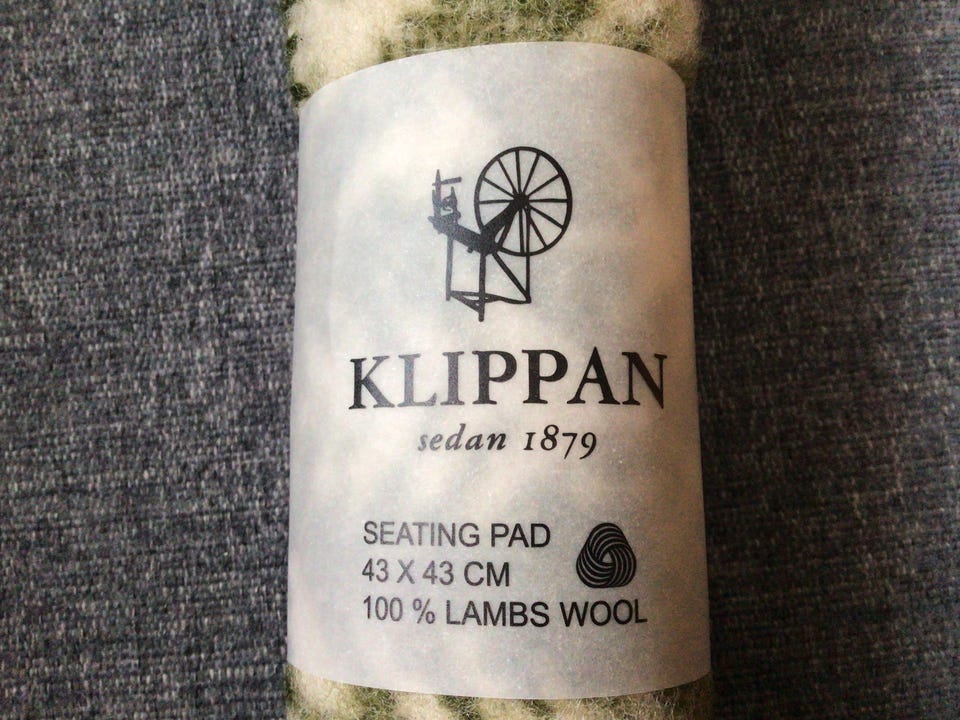 KLIPPAN
sedan 1879
SEATING PAD
43 X 43 CM
100 % LAMBS WOOL